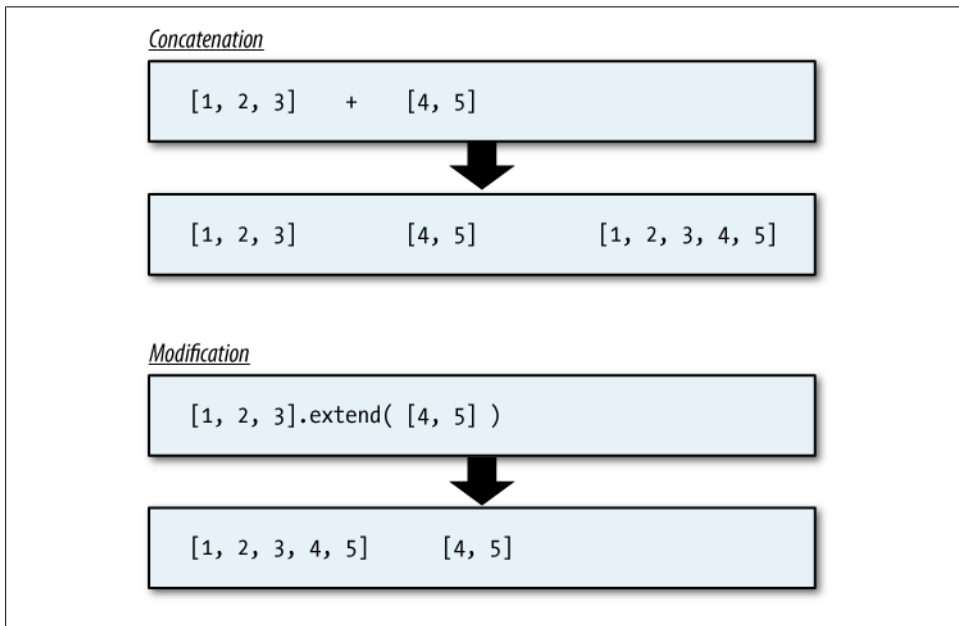 Concatenation
[1, 2, 3] + [4, 5]
[1, 2, 3] [4, 5] [1, 2, 3, 4, 5]
Modification
[1, 2, 3].extend( [4, 5] )
[1, 2, 3, 4, 5] [4, 5]